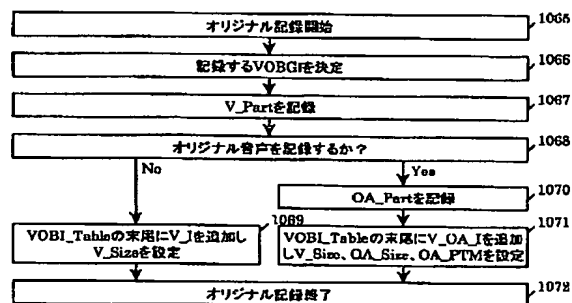 オリジナル記録開始
1065
記録するVOBGIを決定
1066
V_Partを記録
1067
オリジナル音声を記録するか?
1068
No
Yes
OA_Partを記録
1070
VOBI_Tableの末尾にV_Iを追加し
V_Sizeを設定
1069
VOBI_Tableの末尾にV_OA_Iを追加
しV_Size、OA_Size、OA_PTMを設定
1071
オリジナル記録終了
1072